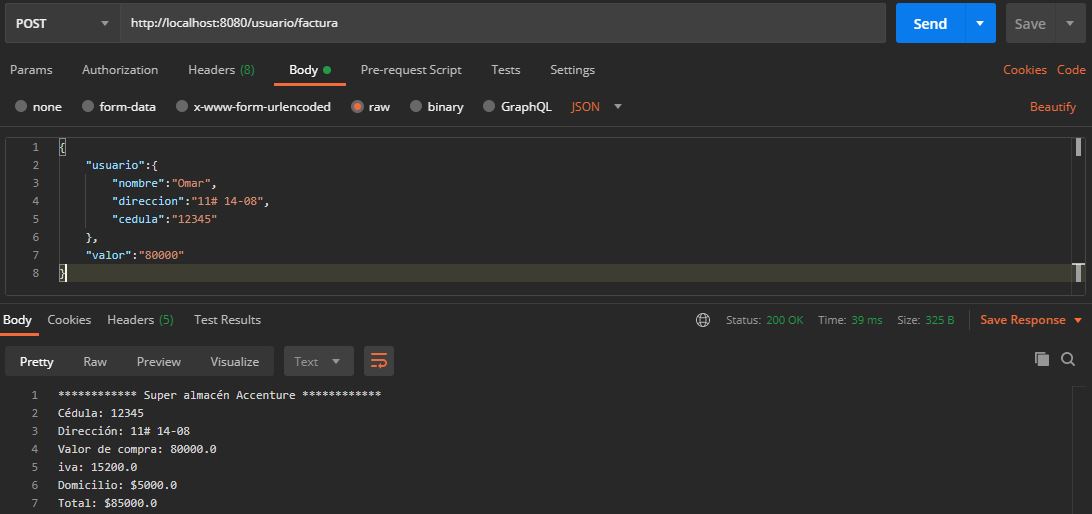 POST http://localhost:8080/usuario/factura Send Save
Params Authorization Headers (8) Body Pre-request Script Tests Settings Cookies Code
none form-data x-www-form-urlencoded raw binary GraphQL JSON Beautify
1 {
2 "usuario":{
3 "nombre":"Omar",
4 "direccion":"11# 14-08",
5 "cedula":"12345"
6 },
7 "valor":"80000"
8 }
Body Cookies Headers (5) Test Results Status: 200 OK Time: 39 ms Size: 325 B Save Response
Pretty Raw Preview Visualize Text
1 ************ Super almacén Accenture ************
2 Cédula: 12345
3 Dirección: 11# 14-08
4 Valor de compra: 80000.0
5 iva: 15200.0
6 Domicilio: $5000.0
7 Total: $85000.0